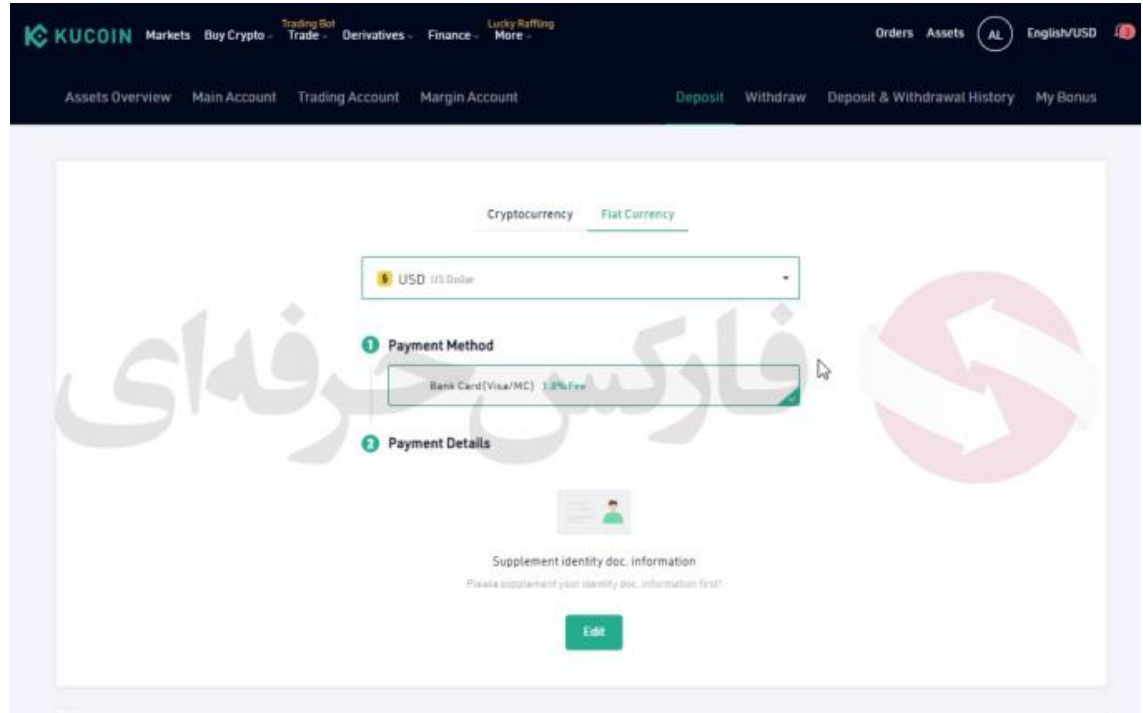 Trading Bot Lucky Raffling
KUCOIN Markets Buy Crypto Trade Derivatives Finance More Orders Assets AL English/USD
Assets Overview Main Account Trading Account Margin Account Deposit Withdraw Deposit & Withdrawal History My Bonus
Cryptocurrency Fiat Currency
USD US Dollar
1 Payment Method
Bank Card(Visa/MC) Fee
فارکس حرفه‌ای
2 Payment Details
Supplement identity doc. information
Please supplement your identity doc. information first!
Edit